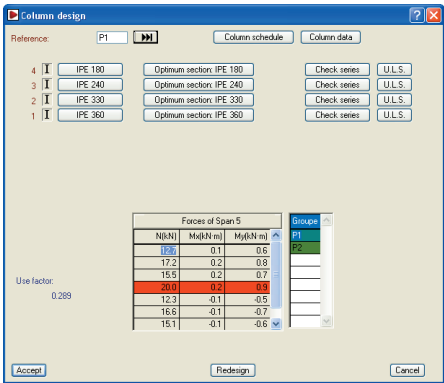 Column design
Reference: P1 Column schedule Column data
4 IPE 180 Optimum section: IPE 180 Check series U.L.S.
3 IPE 240 Optimum section: IPE 240 Check series U.L.S.
2 IPE 330 Optimum section: IPE 330 Check series U.L.S.
1 IPE 360 Optimum section: IPE 360 Check series U.L.S.
Forces of Span 5 Groupe
N(kN) Mx(kN·m) My(kN·m) P1
12.7 0.1 0.6 P2
17.2 0.2 0.8
15.5 0.2 0.7
20.0 0.2 0.9
12.3 -0.1 -0.5
16.6 -0.1 -0.7
15.1 -0.1 -0.6
Use factor:
0.289
Accept Redesign Cancel